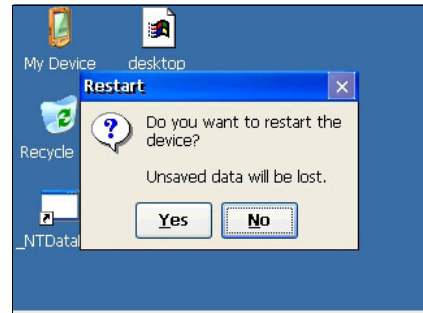 My Device
desktop
Restart
Do you want to restart the
device?
Unsaved data will be lost.
Recycle
Yes
No
_NTData